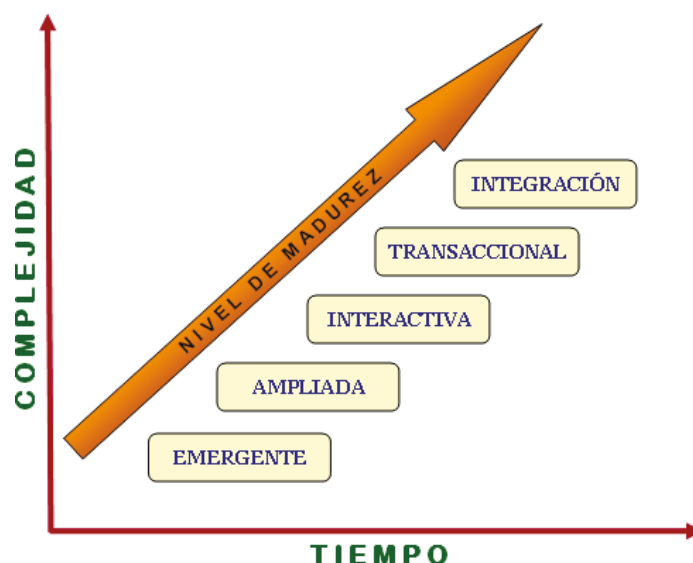 COMPLEJIDAD
NIVEL DE MADUREZ
INTEGRACIÓN
TRANSACCIONAL
INTERACTIVA
AMPLIADA
EMERGENTE
TIEMPO